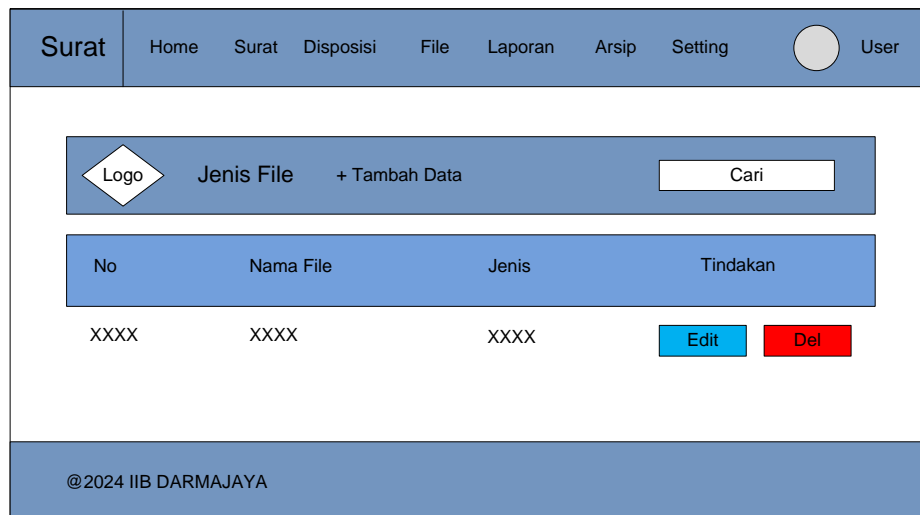 Surat Home Surat Disposisi File Laporan Arsip Setting User
Logo Jenis File + Tambah Data Cari
No Nama File Jenis Tindakan
XXXX XXXX XXXX Edit Del
@2024 IIB DARMAJAYA